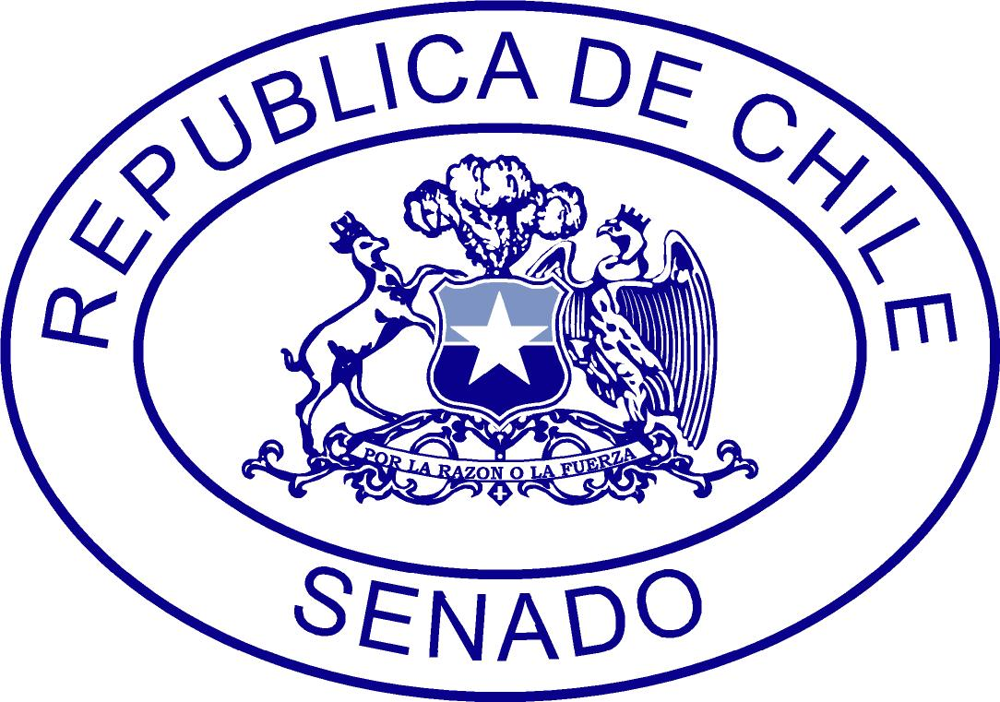 REPUBLICA DE CHILE
POR LA RAZON O LA FUERZA
SENADO